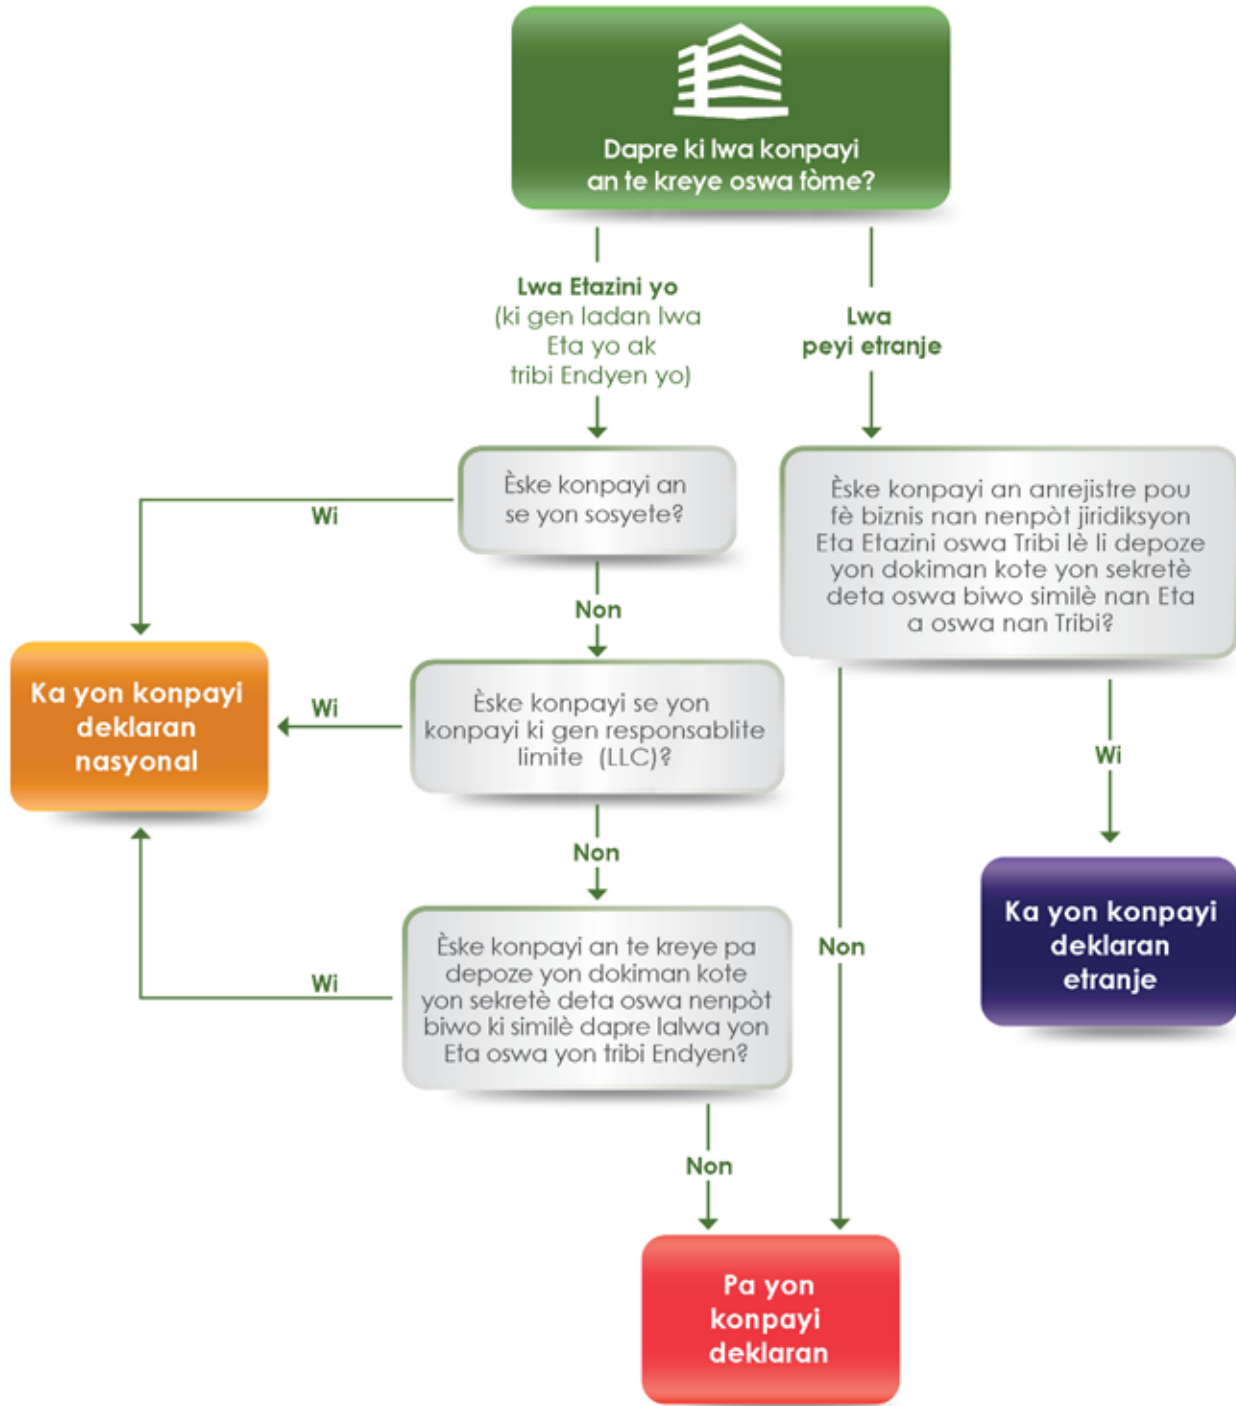 Dapre ki lwa konpayi
an te kreye oswa fòme?
Lwa Etazini yo
(ki gen ladan lwa
Eta yo ak
tribi Endyen yo)
Lwa
peyi etranje
Èske konpayi an
se yon sosyete?
Wi
Non
Èske konpayi an anrejistre pou
fè biznis nan nenpòt jiridiksyon
Eta Etazini oswa Tribi lè li depoze
yon dokiman kote yon sekretè
deta oswa biwo similè nan Eta
a oswa nan Tribi?
Ka yon konpayi
deklaran
nasyonal
Wi
Èske konpayi se yon
konpayi ki gen responsablite
limite (LLC)?
Non
Wi
Ka yon konpayi
deklaran
etranje
Èske konpayi an te kreye pa
depoze yon dokiman kote
yon sekretè deta oswa nenpòt
biwo ki similè dapre lalwa yon
Eta oswa yon tribi Endyen?
Wi
Non
Non
Pa yon
konpayi
deklaran